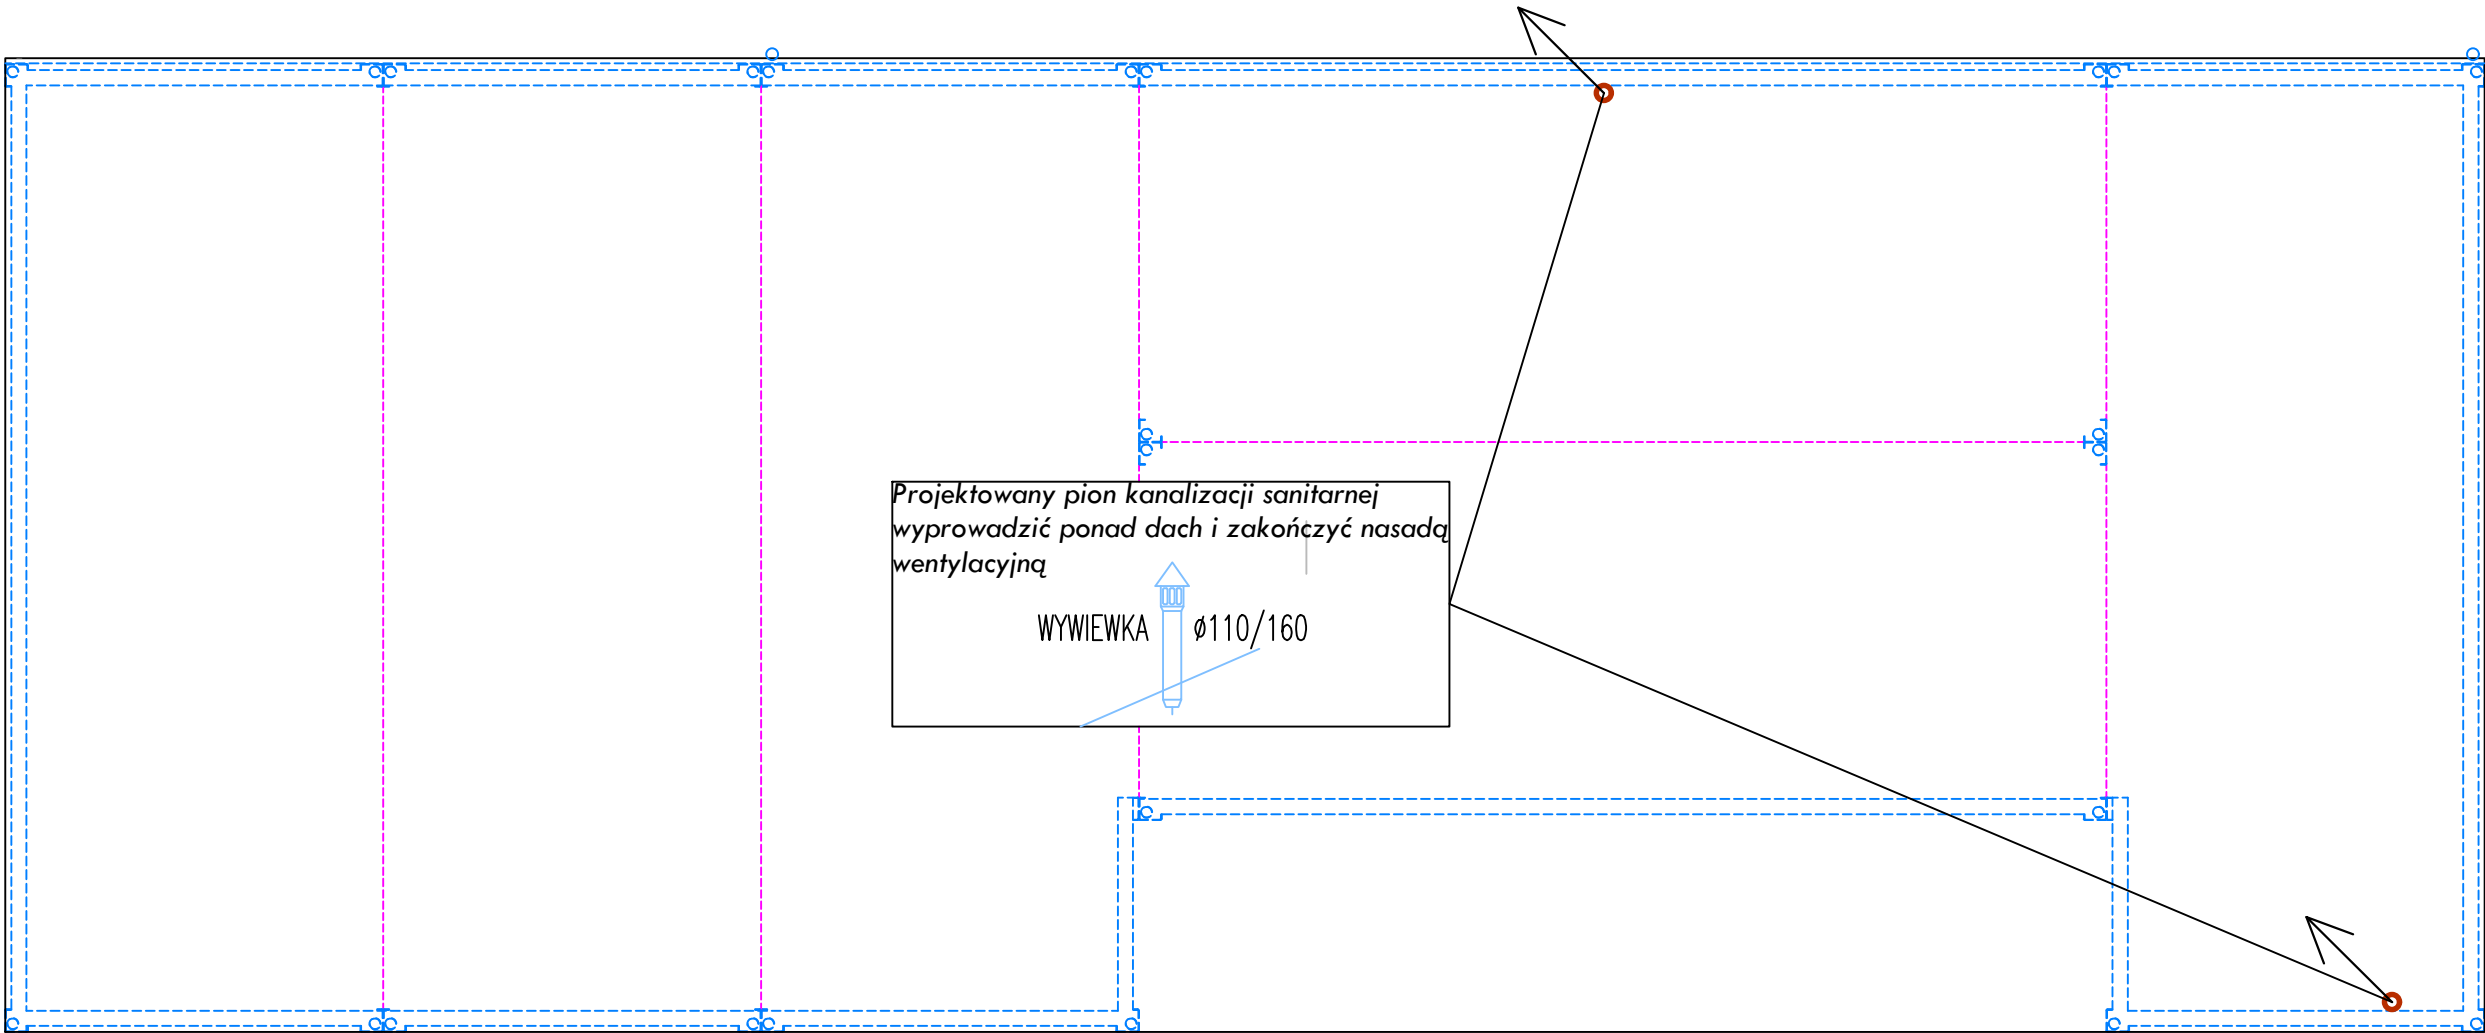 Projektowany pion kanalizacji sanitarnej
wyprowadzić ponad dach i zakończyć nasadą
wentylacyjną
WYWIEWKA ø110/160